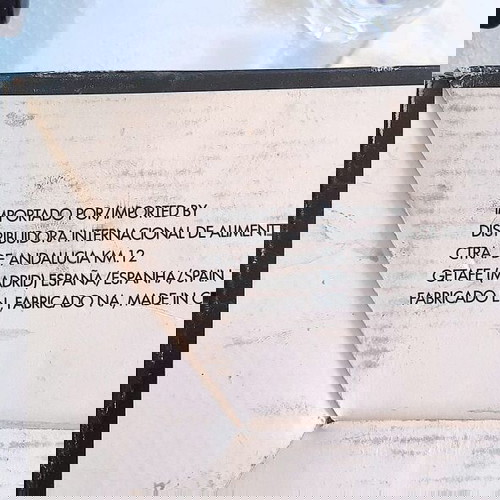 IMPORTADO POR/IMPORTED BY
DISTRIBUIDORA INTERNACIONAL DE ALIMENT
CTRA. DE ANDALUCIA KM. 12
GETAFE (MADRID), ESPAÑA/ESPANHA/SPAIN
FABRICADO EN, FABRICADO NA, MADE IN C